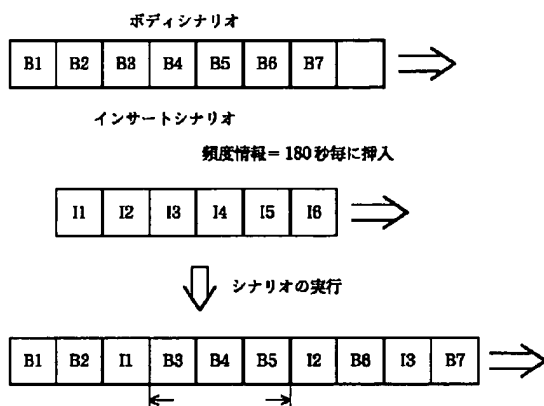 ボディシナリオ
B1 B2 B3 B4 B5 B6 B7
インサートシナリオ
頻度情報=180秒毎に挿入
I1 I2 I3 I4 I5 I6
シナリオの実行
B1 B2 I1 B3 B4 B5 I2 B6 I3 B7